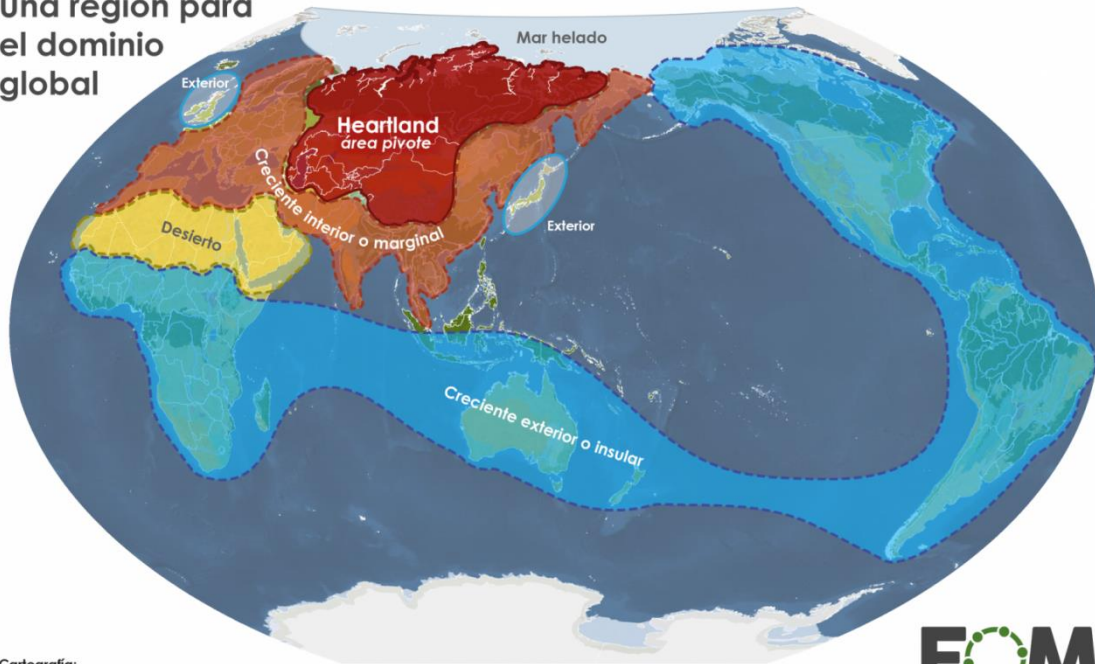 una región para
el dominio
global
Mar helado
Exterior
Heartland
área pivote
Creciente interior o marginal
Exterior
Desierto
Creciente exterior o insular
Cartografía:
EOM